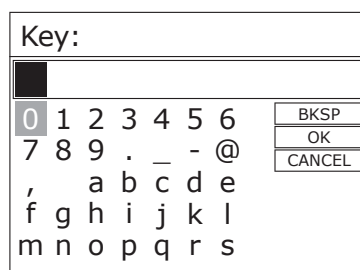 Key:
0 1 2 3 4 5 6
7 8 9 . _ - @
, a b c d e
f g h i j k l
m n o p q r s
BKSP
OK
CANCEL